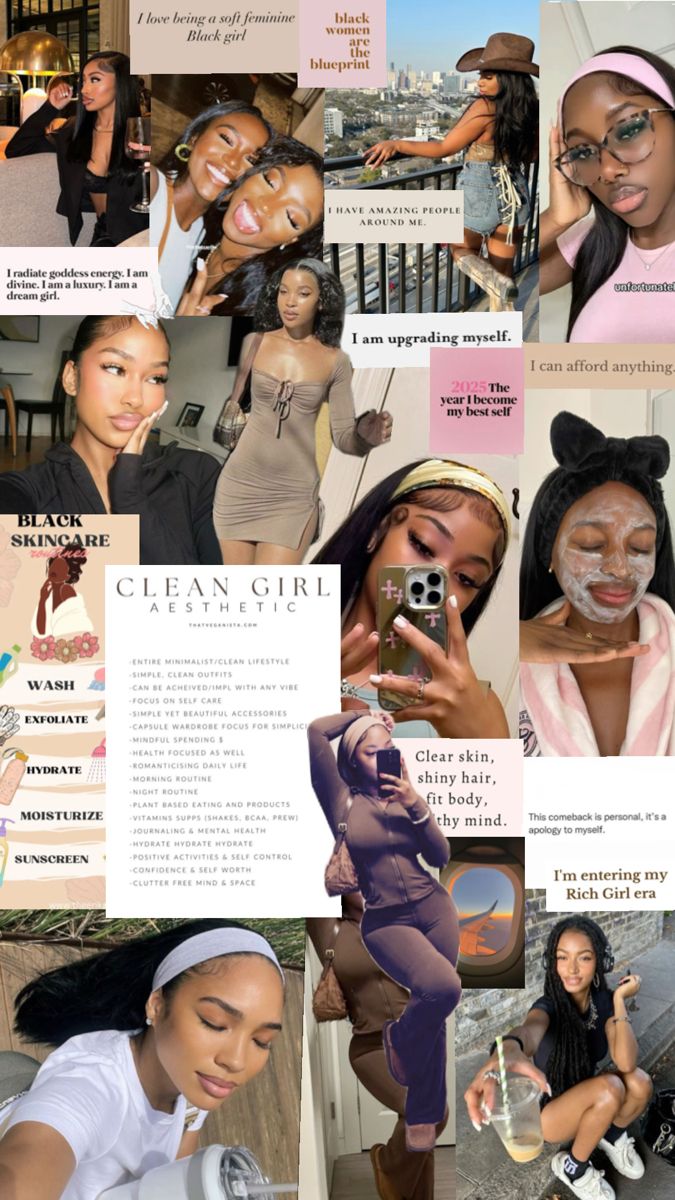 I love being a soft feminine
Black girl
black
women
are
the
blueprint
I HAVE AMAZING PEOPLE
AROUND ME.
unfortunatel
I radiate goddess energy. I am
divine. I am a luxury. I am a
dream girl.
I am upgrading myself.
I can afford anything.
2025 The
year I become
my best self
BLACK
SKINCARE
routines
WASH
EXFOLIATE
HYDRATE
MOISTURIZE
SUNSCREEN
CLEAN GIRL
AESTHETIC
THATVEGANISTA.COM
-ENTIRE MINIMALIST/CLEAN LIFESTYLE
-SIMPLE, CLEAN OUTFITS
-CAN BE ACHEIVED/IMPL WITH ANY VIBE
-FOCUS ON SELF CARE
-SIMPLE YET BEAUTIFUL ACCESSORIES
-CAPSULE WARDROBE FOCUS FOR SIMPLICI
-MINDFUL SPENDING $
-HEALTH FOCUSED AS WELL
-ROMANTICISING DAILY LIFE
-MORNING ROUTINE
-NIGHT ROUTINE
-PLANT BASED EATING AND PRODUCTS
-VITAMINS SUPPS (SHAKES, BCAA, PREW)
-JOURNALING & MENTAL HEALTH
-HYDRATE HYDRATE HYDRATE
-POSITIVE ACTIVITIES & SELF CONTROL
-CONFIDENCE & SELF WORTH
-CLUTTER FREE MIND & SPACE
Clear skin,
shiny hair,
fit body,
lthy mind.
This comeback is personal, it's a
apology to myself.
I'm entering my
Rich Girl era